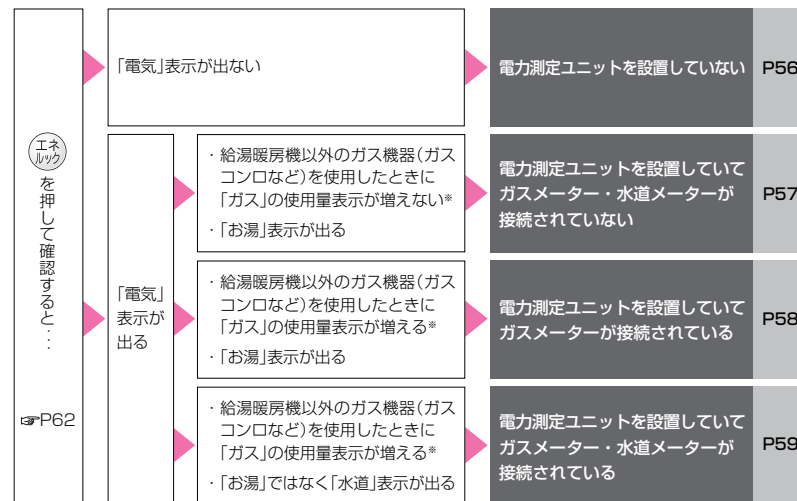 エネ
ルック
を押して確認すると･･･
☞P62
「電気」表示が出ない
電力測定ユニットを設置していない
P56
「電気」
表示が
出る
・給湯暖房機以外のガス機器(ガス
コンロなど)を使用したときに
「ガス」の使用量表示が増えない※
・「お湯」表示が出る
電力測定ユニットを設置していて
ガスメーター・水道メーターが
接続されていない
P57
・給湯暖房機以外のガス機器(ガス
コンロなど)を使用したときに
「ガス」の使用量表示が増える※
・「お湯」表示が出る
電力測定ユニットを設置していて
ガスメーターが接続されている
P58
・給湯暖房機以外のガス機器(ガス
コンロなど)を使用したときに
「ガス」の使用量表示が増える※
・「お湯」ではなく「水道」表示が出る
電力測定ユニットを設置していて
ガスメーター・水道メーターが
接続されている
P59